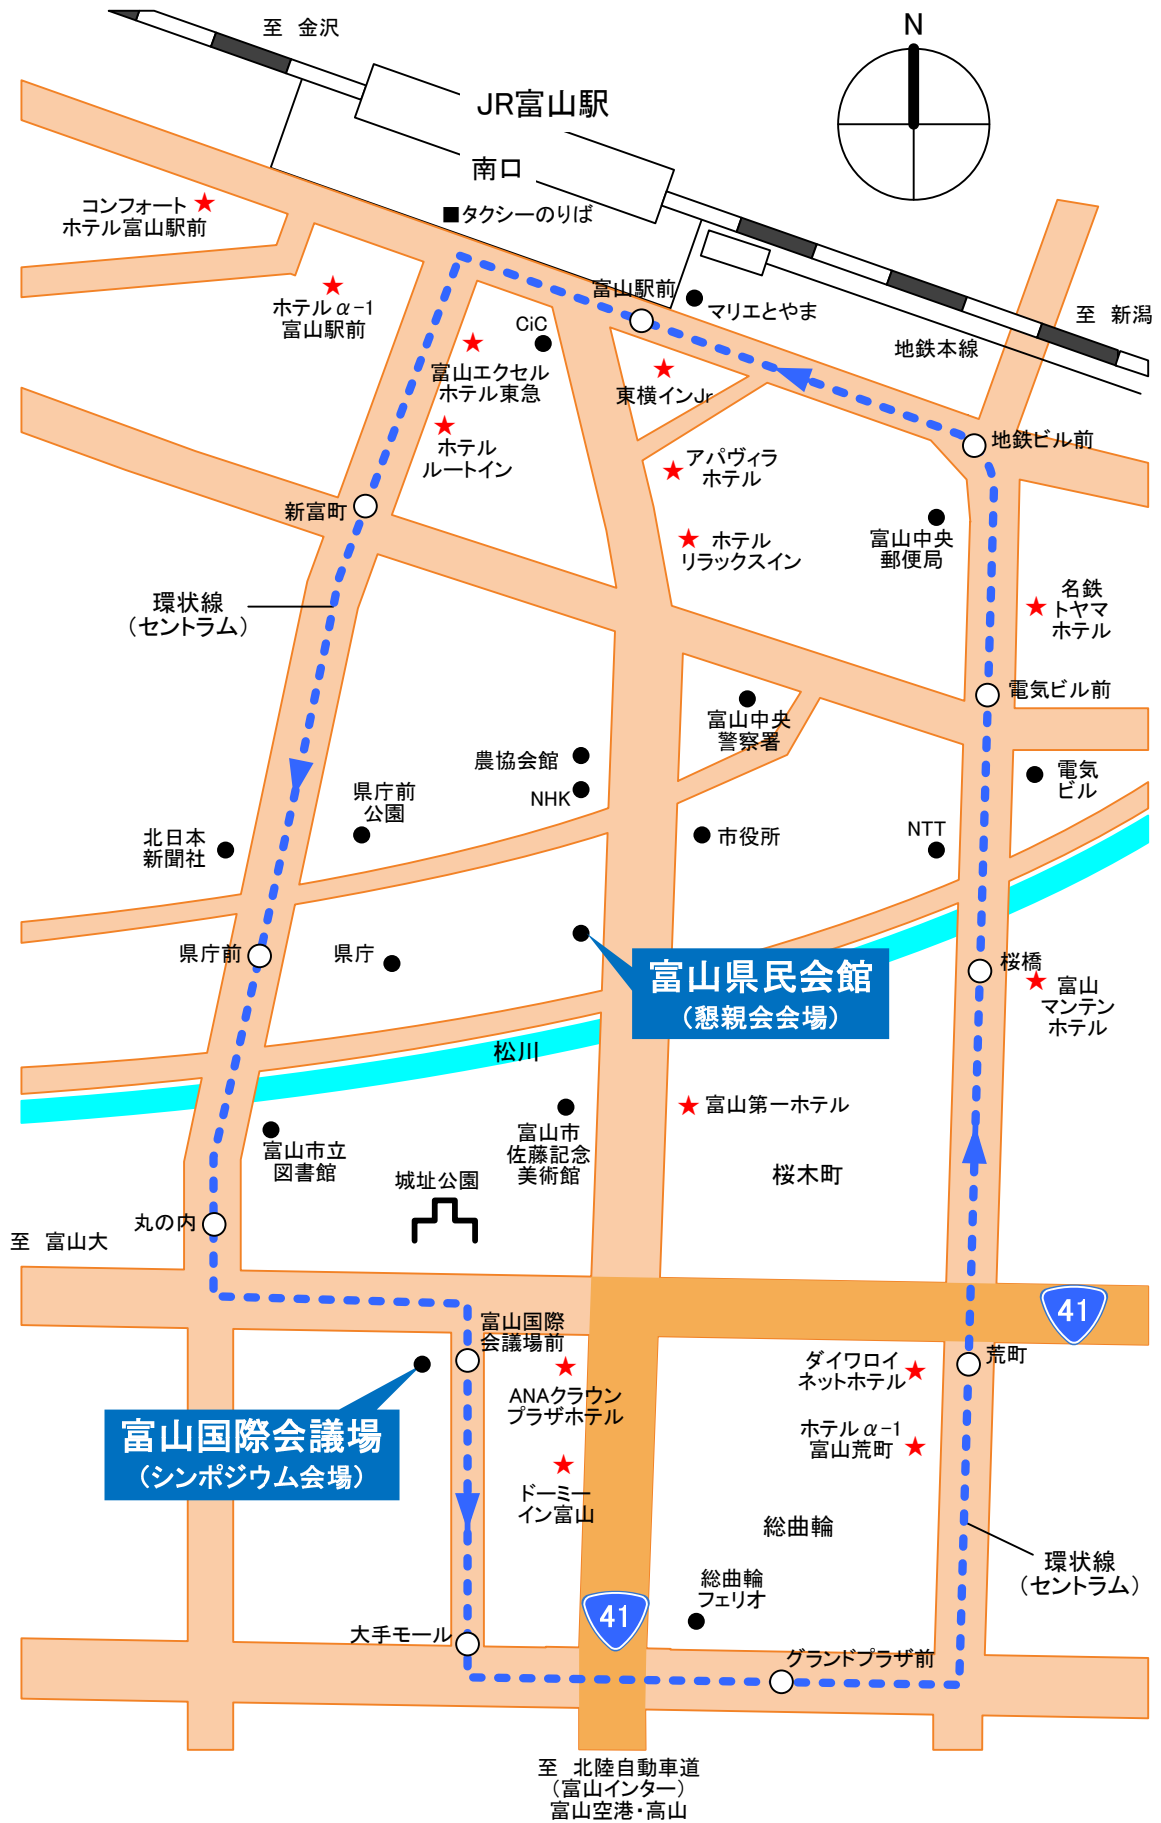 至 金沢
N
JR富山駅
南口
コンフォート
ホテル富山駅前
■タクシーのりば
ホテルα-1
富山駅前
富山駅前
マリエとやま
至 新潟
CiC
地鉄本線
富山エクセル
ホテル東急
東横インJr
ホテル
ルートイン
地鉄ビル前
アパヴィラ
ホテル
新富町
富山中央
郵便局
ホテル
リラックスイン
環状線
（セントラム）
名鉄
トヤマ
ホテル
電気ビル前
富山中央
警察署
農協会館
NHK
電気
ビル
県庁前
公園
北日本
新聞社
市役所
NTT
県庁前
県庁
富山県民会館
（懇親会会場）
桜橋
富山
マンテン
ホテル
松川
富山第一ホテル
富山市立
図書館
富山市
佐藤記念
美術館
城址公園
桜木町
丸の内
至 富山大
41
富山国際
会議場前
荒町
ダイワロイ
ネットホテル
ANAクラウン
プラザホテル
富山国際会議場
（シンポジウム会場）
ホテルα-1
富山荒町
ドーミー
イン富山
総曲輪
環状線
（セントラム）
総曲輪
フェリオ
41
大手モール
グランドプラザ前
至 北陸自動車道
（富山インター）
富山空港・高山